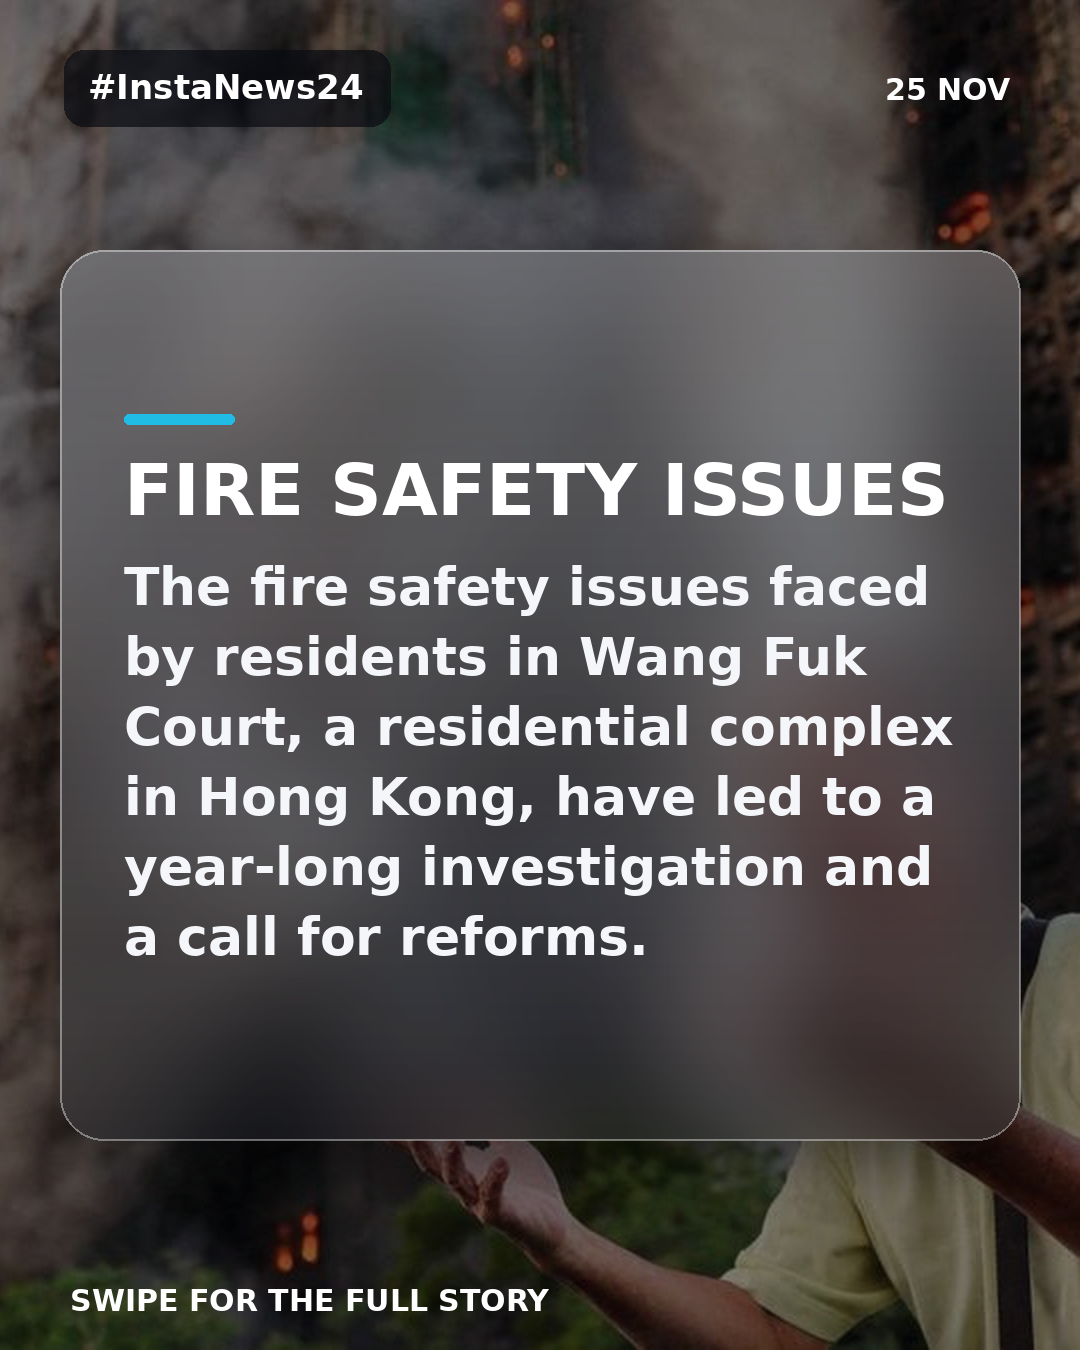 #InstaNews24
25 NOV
FIRE SAFETY ISSUES
The fire safety issues faced
by residents in Wang Fuk
Court, a residential complex
in Hong Kong, have led to a
year-long investigation and
a call for reforms.
SWIPE FOR THE FULL STORY